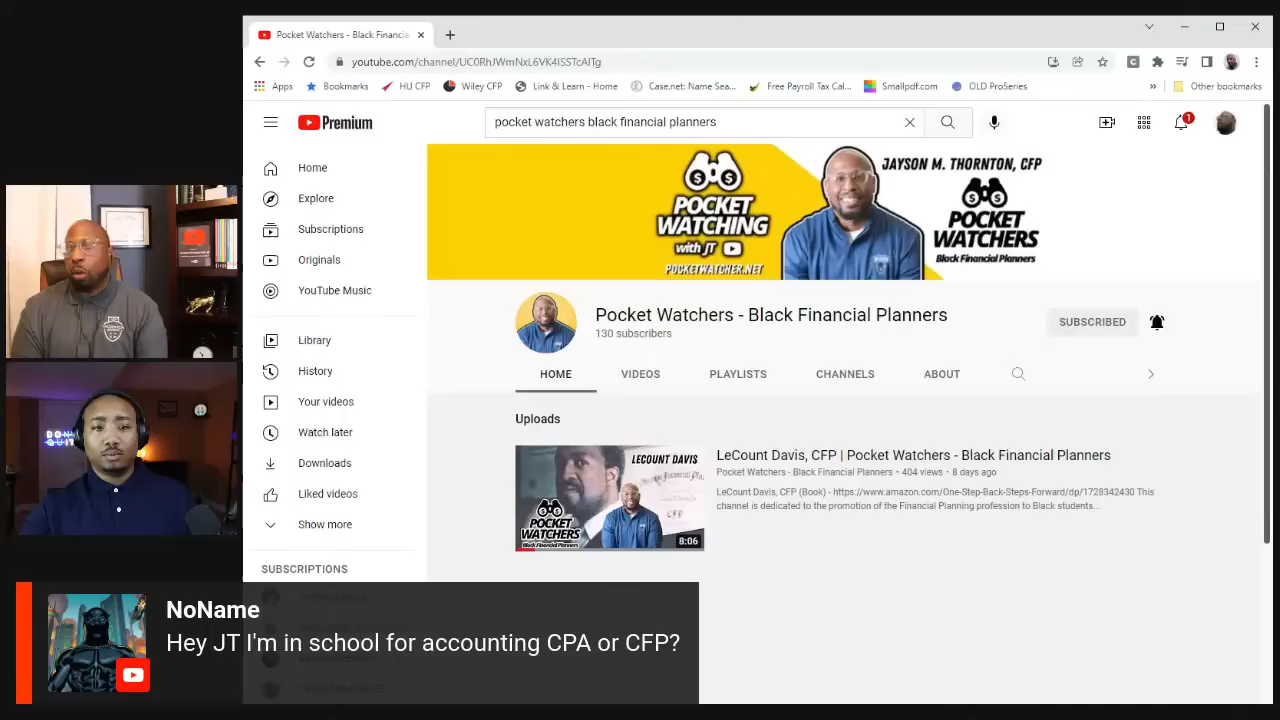 Pocket Watchers - Black Financia
youtube.com/channel/UC0RhJWmNxL6VK4lSSTcAlTg
Apps
Bookmarks
HU CFP
Wiley CFP
Link & Learn - Home
Case.net: Name Sea...
Free Payroll Tax Cal...
Smallpdf.com
OLD ProSeries
»
Other bookmarks
Premium
pocket watchers black financial planners
1
Home
Explore
Subscriptions
Originals
YouTube Music
Library
History
Your videos
Watch later
Downloads
Liked videos
Show more
SUBSCRIPTIONS
POCKET
WATCHING
with JT
POCKETWATCHER.NET
JAYSON M. THORNTON, CFP
POCKET
WATCHERS
Black Financial Planners
Pocket Watchers - Black Financial Planners
130 subscribers
SUBSCRIBED
HOME
VIDEOS
PLAYLISTS
CHANNELS
ABOUT
Uploads
LECOUNT DAVIS
CFP
POCKET
WATCHERS
Black Financial Planners
8:06
LeCount Davis, CFP | Pocket Watchers - Black Financial Planners
Pocket Watchers - Black Financial Planners • 404 views • 8 days ago
LeCount Davis, CFP (Book) - https://www.amazon.com/One-Step-Back-Steps-Forward/dp/1728342430 This
channel is dedicated to the promotion of the Financial Planning profession to Black students...
NoName
Hey JT I'm in school for accounting CPA or CFP?